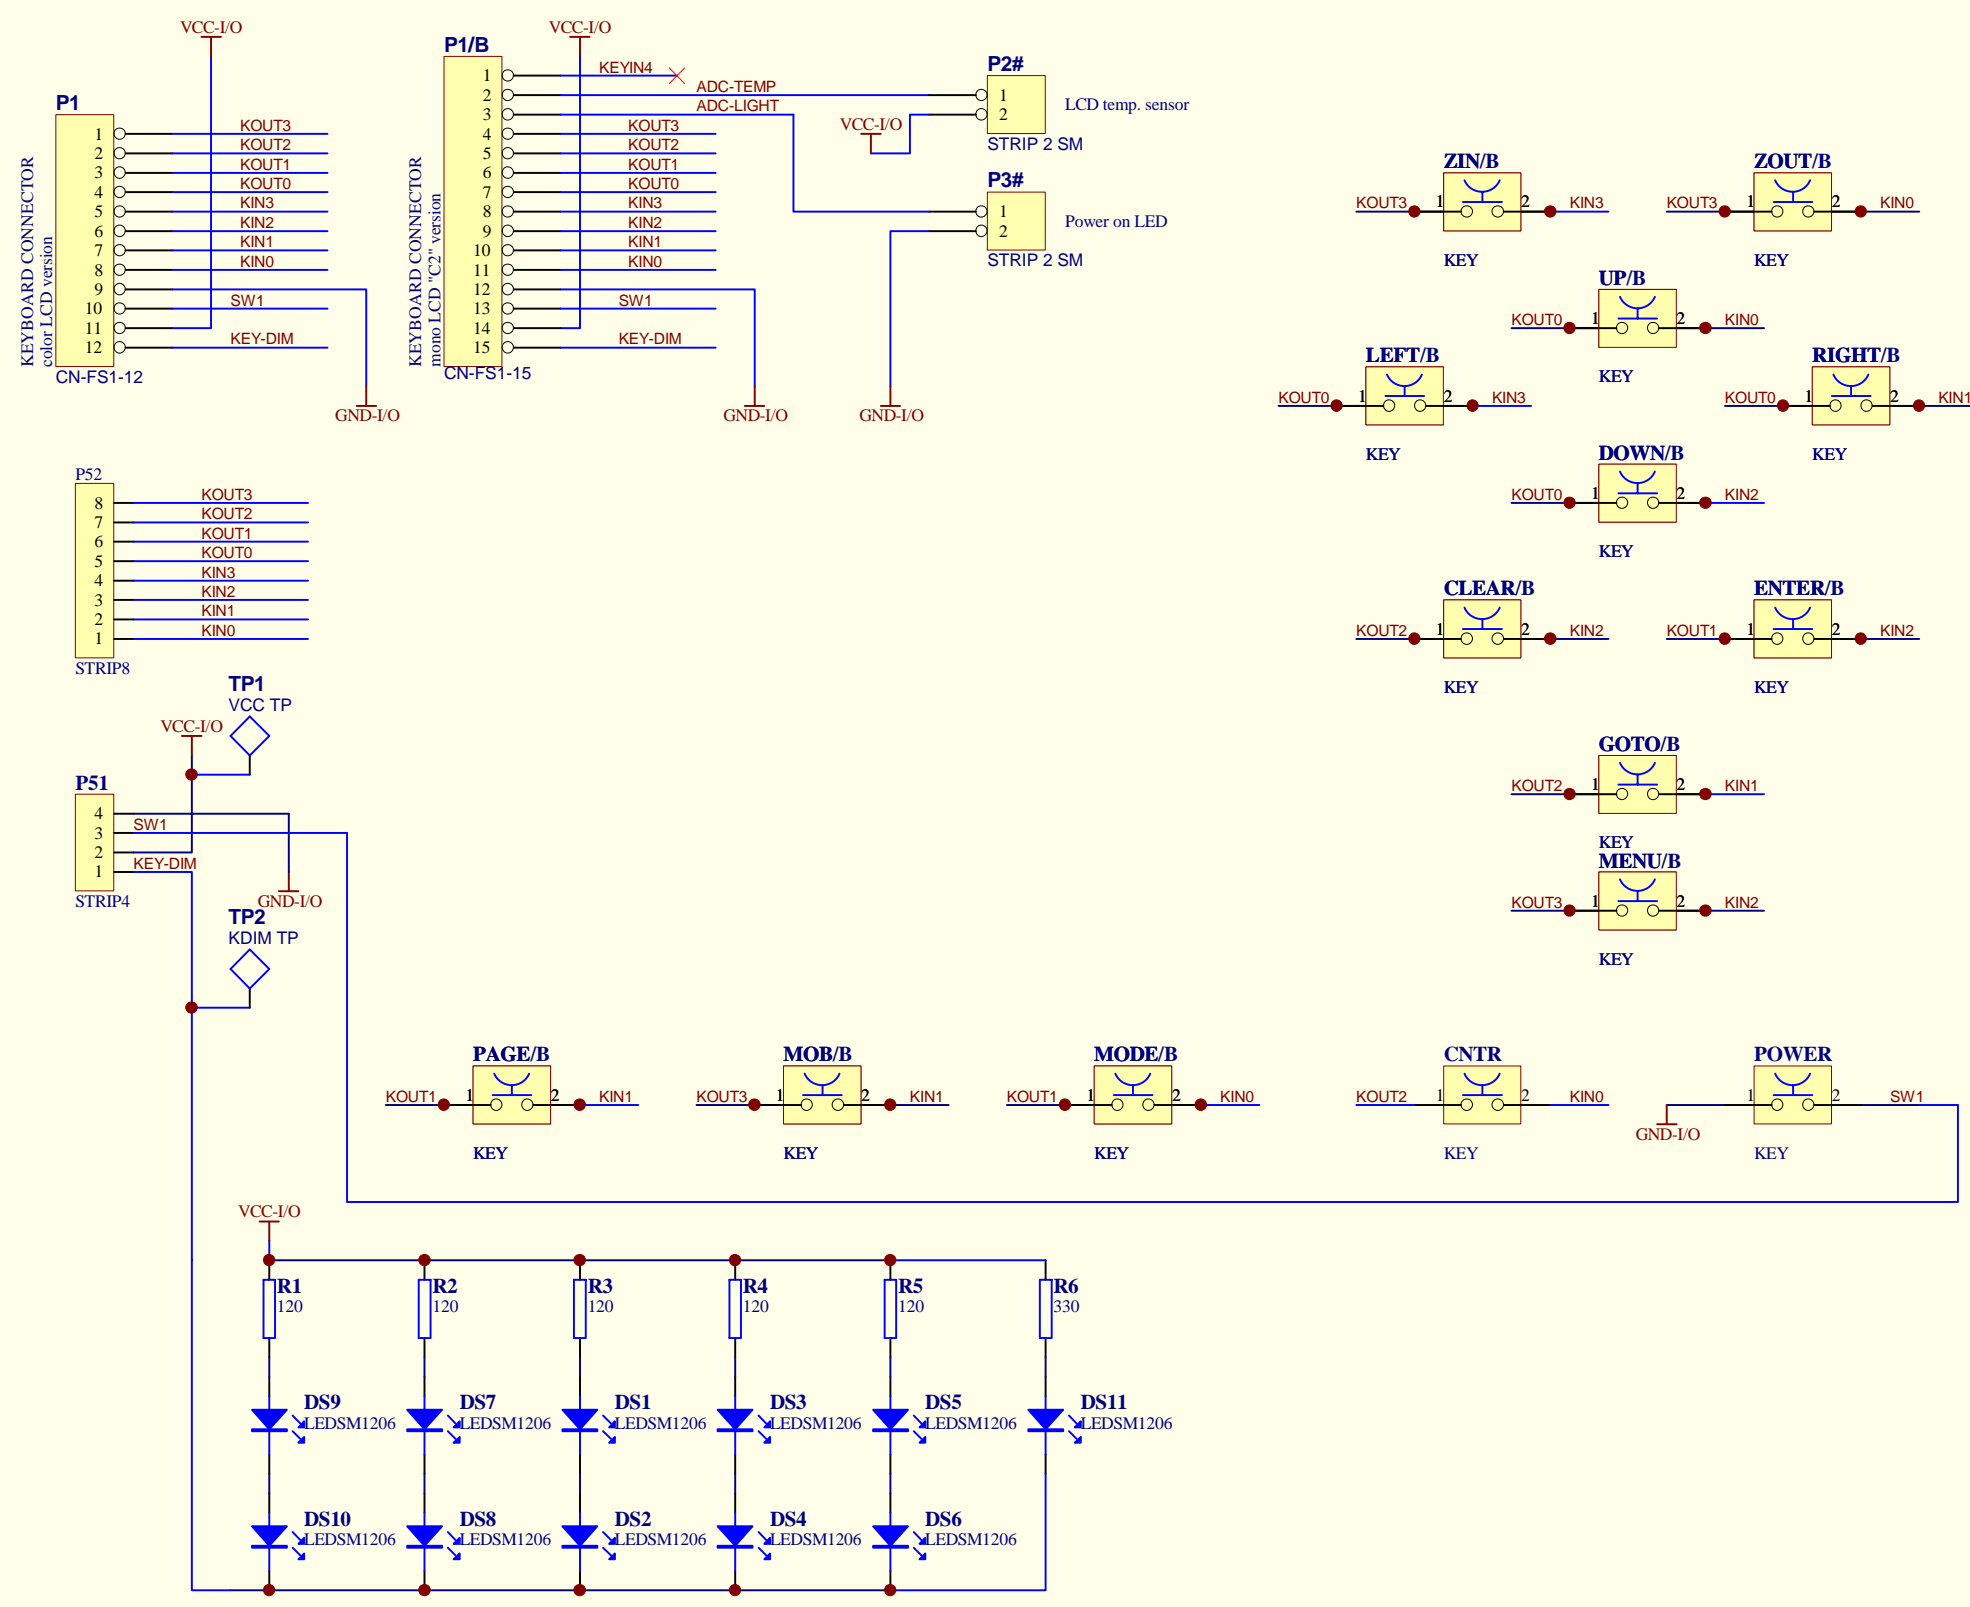 VCC-I/O
P1
KEYBOARD CONNECTOR
color LCD version
1 KOUT3
2 KOUT2
3 KOUT1
4 KOUT0
5 KIN3
6 KIN2
7 KIN1
8 KIN0
9
10 SW1
11
12 KEY-DIM
CN-FS1-12
GND-I/O
VCC-I/O
P1/B
KEYBOARD CONNECTOR
mono LCD "C2" version
1 KEYIN4
2 ADC-TEMP
3 ADC-LIGHT
4 KOUT3
5 KOUT2
6 KOUT1
7 KOUT0
8 KIN3
9 KIN2
10 KIN1
11 KIN0
12
13 SW1
14
15 KEY-DIM
CN-FS1-15
GND-I/O
VCC-I/O
P2#
1
2
LCD temp. sensor
STRIP 2 SM
P3#
1
2
Power on LED
STRIP 2 SM
GND-I/O
ZIN/B
KOUT3 1 2 KIN3
KEY
ZOUT/B
KOUT3 1 2 KIN0
KEY
UP/B
KOUT0 1 2 KIN0
KEY
LEFT/B
KOUT0 1 2 KIN3
KEY
RIGHT/B
KOUT0 1 2 KIN1
KEY
DOWN/B
KOUT0 1 2 KIN2
KEY
CLEAR/B
KOUT2 1 2 KIN2
KEY
ENTER/B
KOUT1 1 2 KIN2
KEY
GOTO/B
KOUT2 1 2 KIN1
KEY
MENU/B
KOUT3 1 2 KIN2
KEY
P52
8 KOUT3
7 KOUT2
6 KOUT1
5 KOUT0
4 KIN3
3 KIN2
2 KIN1
1 KIN0
STRIP8
TP1
VCC TP
VCC-I/O
P51
4
3 SW1
2
1 KEY-DIM
STRIP4
GND-I/O
TP2
KDIM TP
PAGE/B
KOUT1 1 2 KIN1
KEY
MOB/B
KOUT3 1 2 KIN1
KEY
MODE/B
KOUT1 1 2 KIN0
KEY
CNTR
KOUT2 1 2 KIN0
KEY
POWER
GND-I/O 1 2 SW1
KEY
VCC-I/O
R1 R2 R3 R4 R5 R6
120 120 120 120 120 330
DS9 DS7 DS1 DS3 DS5 DS11
LEDSM1206 LEDSM1206 LEDSM1206 LEDSM1206 LEDSM1206 LEDSM1206
DS10 DS8 DS2 DS4 DS6
LEDSM1206 LEDSM1206 LEDSM1206 LEDSM1206 LEDSM1206